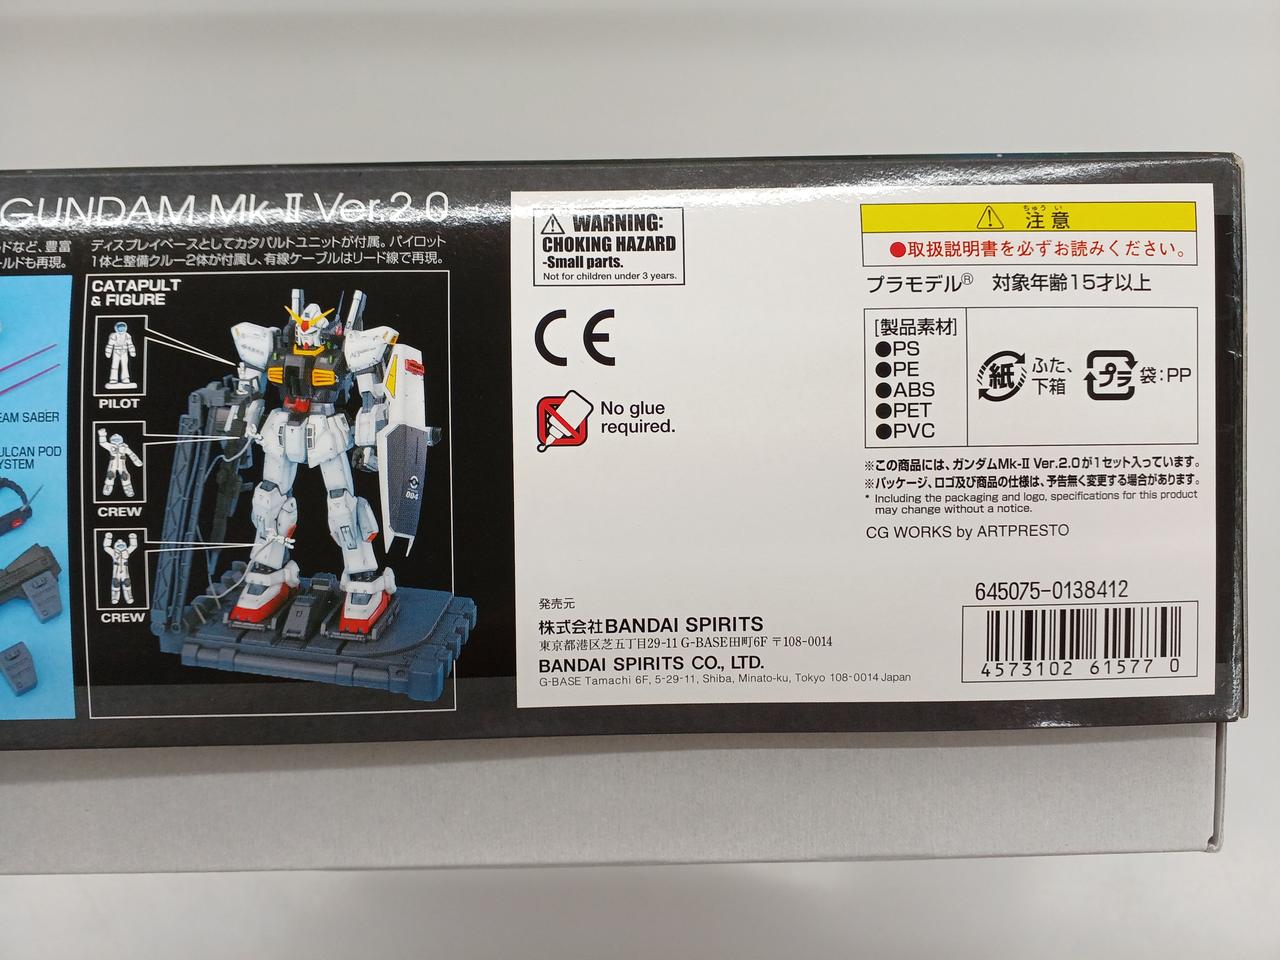 GUNDAM Mk-II Ver.2.0
ドなど、豊富
ールドも再現。
ディスプレイベースとしてカタパルトユニットが付属。パイロット
1体と整備クルー2体が付属し、有線ケーブルはリード線で再現。
CATAPULT
& FIGURE
PILOT
CREW
CREW
004
EAM SABER
ULCAN POD
YSTEM
WARNING:
CHOKING HAZARD
-Small parts.
Not for children under 3 years.
CE
No glue
required.
ちゅうい
注意
●取扱説明書を必ずお読みください。
プラモデル® 対象年齢15才以上
[製品素材]
●PS
●PE
●ABS
●PET
●PVC
紙 ふた、
下箱
プラ 袋:PP
※この商品には、ガンダムMk-II Ver.2.0が1セット入っています。
※パッケージ、ロゴ及び商品の仕様は、予告無く変更する場合があります。
* Including the packaging and logo, specifications for this product
may change without a notice.
CG WORKS by ARTPRESTO
発売元
株式会社BANDAI SPIRITS
東京都港区芝五丁目29-11 G-BASE田町6F 〒108-0014
BANDAI SPIRITS CO., LTD.
G-BASE Tamachi 6F, 5-29-11, Shiba, Minato-ku, Tokyo 108-0014 Japan
645075-0138412
4573102 61577 0